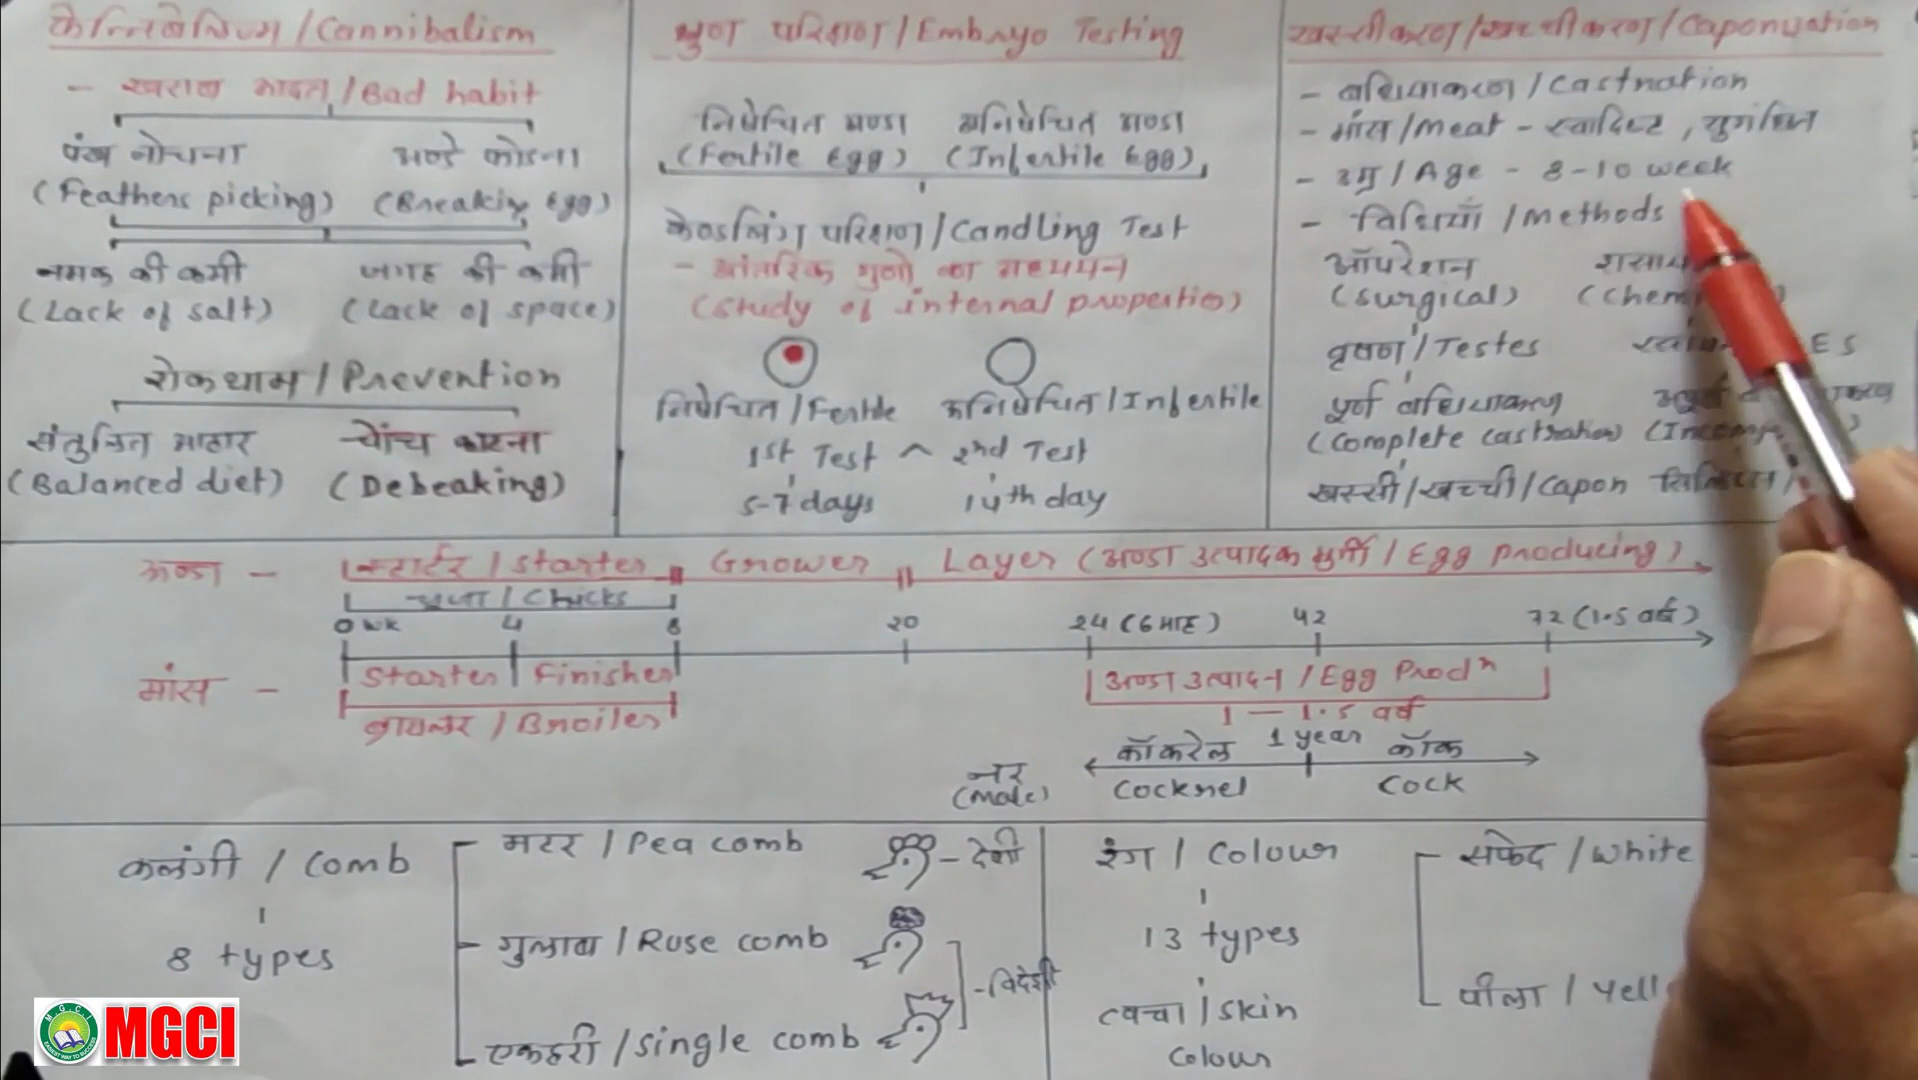 केनिबेलिज्म/Cannibalism
- खराब आदत/Bad habit
पंख नोचना
(Feathers picking)
अण्डे फोडना
(Breaking Egg)
नमक की कमी
(Lack of salt)
जगह की कमी
(Lack of space)
रोकथाम/Prevention
संतुलित आहार
(Balanced diet)
चोंच काटना
(Debeaking)
भ्रुण परिक्षण/Embryo Testing
निषेचित अण्डा
(Fertile Egg)
अनिषेचित अण्डा
(Infertile Egg)
केण्डलिंग परिक्षण/Candling Test
- आंतरिक गुणो का अध्ययन
(Study of internal properties)
निषेचित/Fertile
अनिषेचित/Infertile
1st Test
2nd Test
5-7 days
14th day
खस्सीकरण/खच्चीकरण/Caponyation
- बधियाकरण/Castration
- मांस/Meat - स्वादिष्ट, सुगंधित
- उम्र/Age - 8-10 week
- विधियाँ/Methods
ऑपरेशन
(Surgical)
वृषण/Testes
ES
पूर्ण बधियाकरण
(Complete castration)
खस्सी/खच्ची/Capon
अण्डा -
स्टार्टर/Starter
Grower
Layer (अण्डा उत्पादक मुर्गी/Egg producing)
चूजा/Chicks
0 wk 4 8 20 24 (6 माह) 42 72 (1.5 वर्ष)
मांस -
Starter Finisher
ब्रायलर/Broiler
अण्डा उत्पादन/Egg Prodⁿ
1 - 1.5 वर्ष
नर
(Male)
कॉकरेल 1 year कॉक
Cockrel Cock
कलंगी/Comb
8 types
मटर/Pea comb - देशी
गुलाब/Rose comb
- विदेशी
एकहरी/Single comb
रंग/Colour
13 types
त्वचा/Skin
Colour
सफेद/White
पीला/Yell
M.G.C.I
MGCI